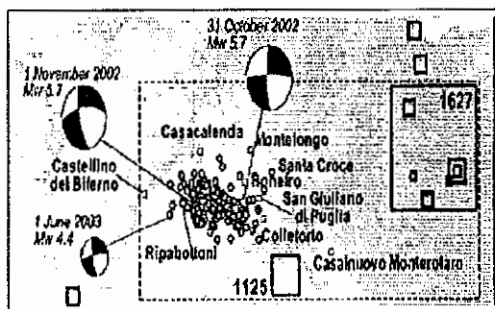 31 October 2002
Mw 5.7
1 November 2002
Mw 5.7
1627
Casacalenda
Montelongo
Castellino
del Biferno
Santa Croce
San Giuliano
di Puglia
1 June 2003
Mw 4.4
Colletorto
Ripabottoni
Casalnuovo Monterotaro
1125